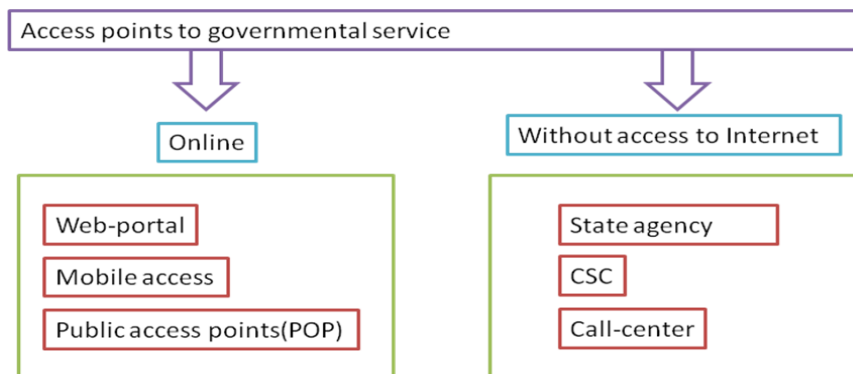 Access points to governmental service
Online
Without access to Internet
Web-portal
Mobile access
Public access points(POP)
State agency
CSC
Call-center